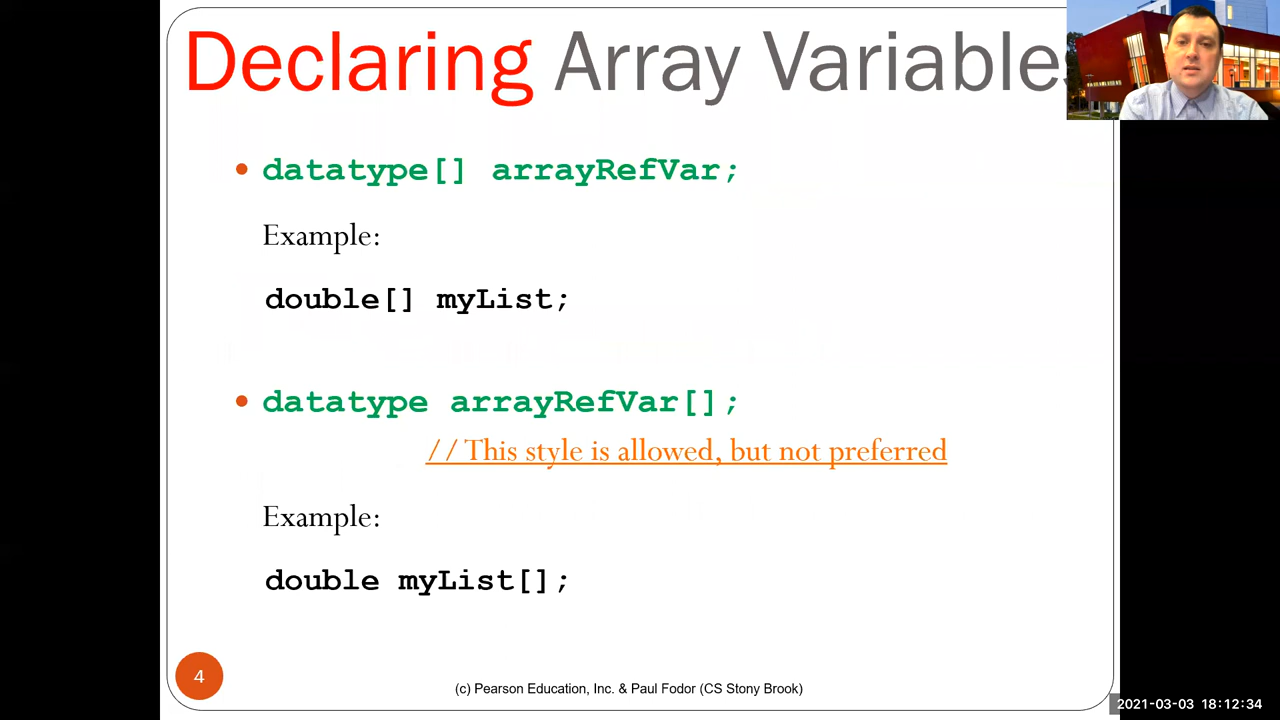 Declaring Array Variables
• datatype[] arrayRefVar;
Example:
double[] myList;
• datatype arrayRefVar[];
// This style is allowed, but not preferred
Example:
double myList[];
4
(c) Pearson Education, Inc. & Paul Fodor (CS Stony Brook)
2021-03-03 18:12:34